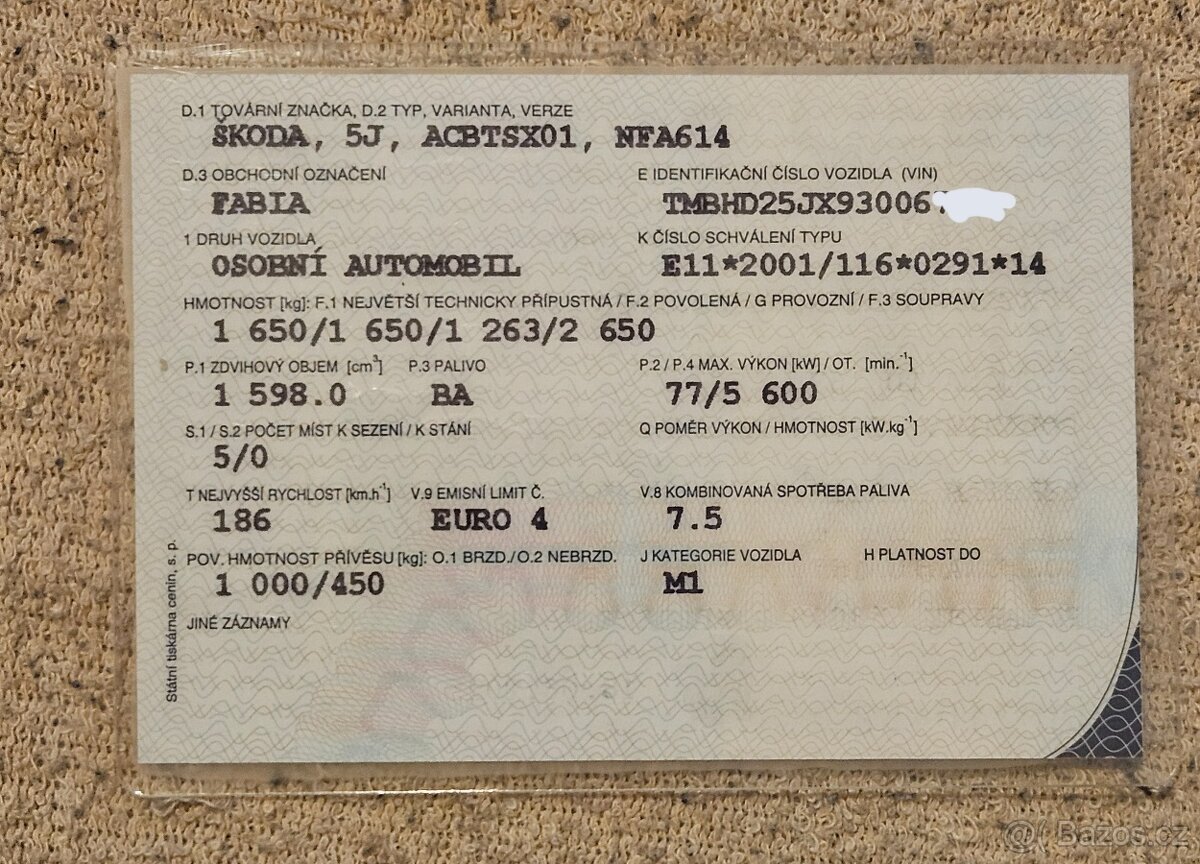 D.1 TOVÁRNÍ ZNAČKA, D.2 TYP, VARIANTA, VERZE
ŠKODA, 5J, ACBTSX01, NFA614
D.3 OBCHODNÍ OZNAČENÍ E IDENTIFIKAČNÍ ČÍSLO VOZIDLA (VIN)
FABIA TMBHD25JX930067
1 DRUH VOZIDLA K ČÍSLO SCHVÁLENÍ TYPU
OSOBNÍ AUTOMOBIL E11*2001/116*0291*14
HMOTNOST [kg]: F.1 NEJVĚTŠÍ TECHNICKY PŘÍPUSTNÁ / F.2 POVOLENÁ / G PROVOZNÍ / F.3 SOUPRAVY
1 650/1 650/1 263/2 650
P.1 ZDVIHOVÝ OBJEM [cm³] P.3 PALIVO P.2 / P.4 MAX. VÝKON [kW] / OT. [min.⁻¹]
1 598.0 BA 77/5 600
S.1 / S.2 POČET MÍST K SEZENÍ / K STÁNÍ Q POMĚR VÝKON / HMOTNOST [kW.kg⁻¹]
5/0
T NEJVYŠŠÍ RYCHLOST [km.h⁻¹] V.9 EMISNÍ LIMIT Č. V.8 KOMBINOVANÁ SPOTŘEBA PALIVA
186 EURO 4 7.5
POV. HMOTNOST PŘÍVĚSU [kg]: O.1 BRZD./O.2 NEBRZD. J KATEGORIE VOZIDLA H PLATNOST DO
1 000/450 M1
JINÉ ZÁZNAMY
Státní tiskárna cenin, s. p.
@( Bazos.cz